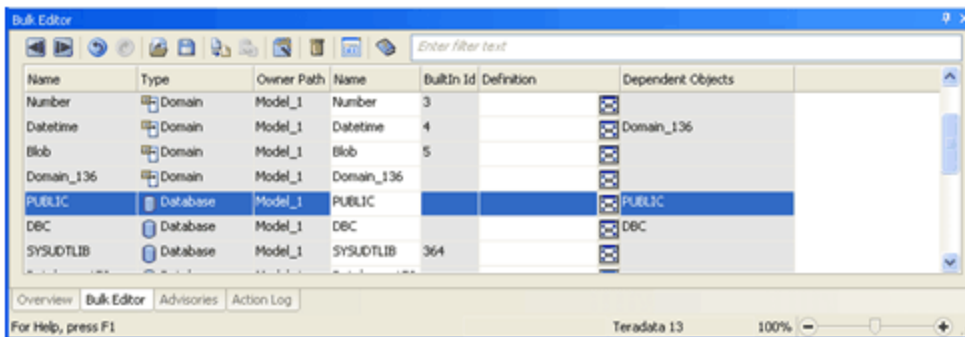 Bulk Editor
Enter filter text
Name Type Owner Path Name BuiltIn Id Definition Dependent Objects
Number Domain Model_1 Number 3
Datetime Domain Model_1 Datetime 4 Domain_136
Blob Domain Model_1 Blob 5
Domain_136 Domain Model_1 Domain_136
PUBLIC Database Model_1 PUBLIC PUBLIC
DBC Database Model_1 DBC DBC
SYSUDTLIB Database Model_1 SYSUDTLIB 364
Overview Bulk Editor Advisories Action Log
For Help, press F1 Teradata 13 100%